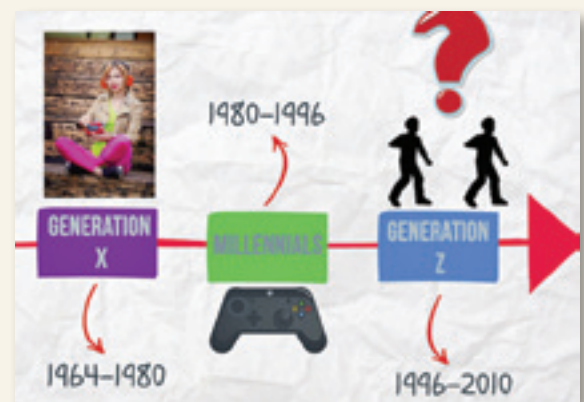 1980–1996
GENERATION
X
MILLENNIALS
GENERATION
Z
1964–1980
1996–2010